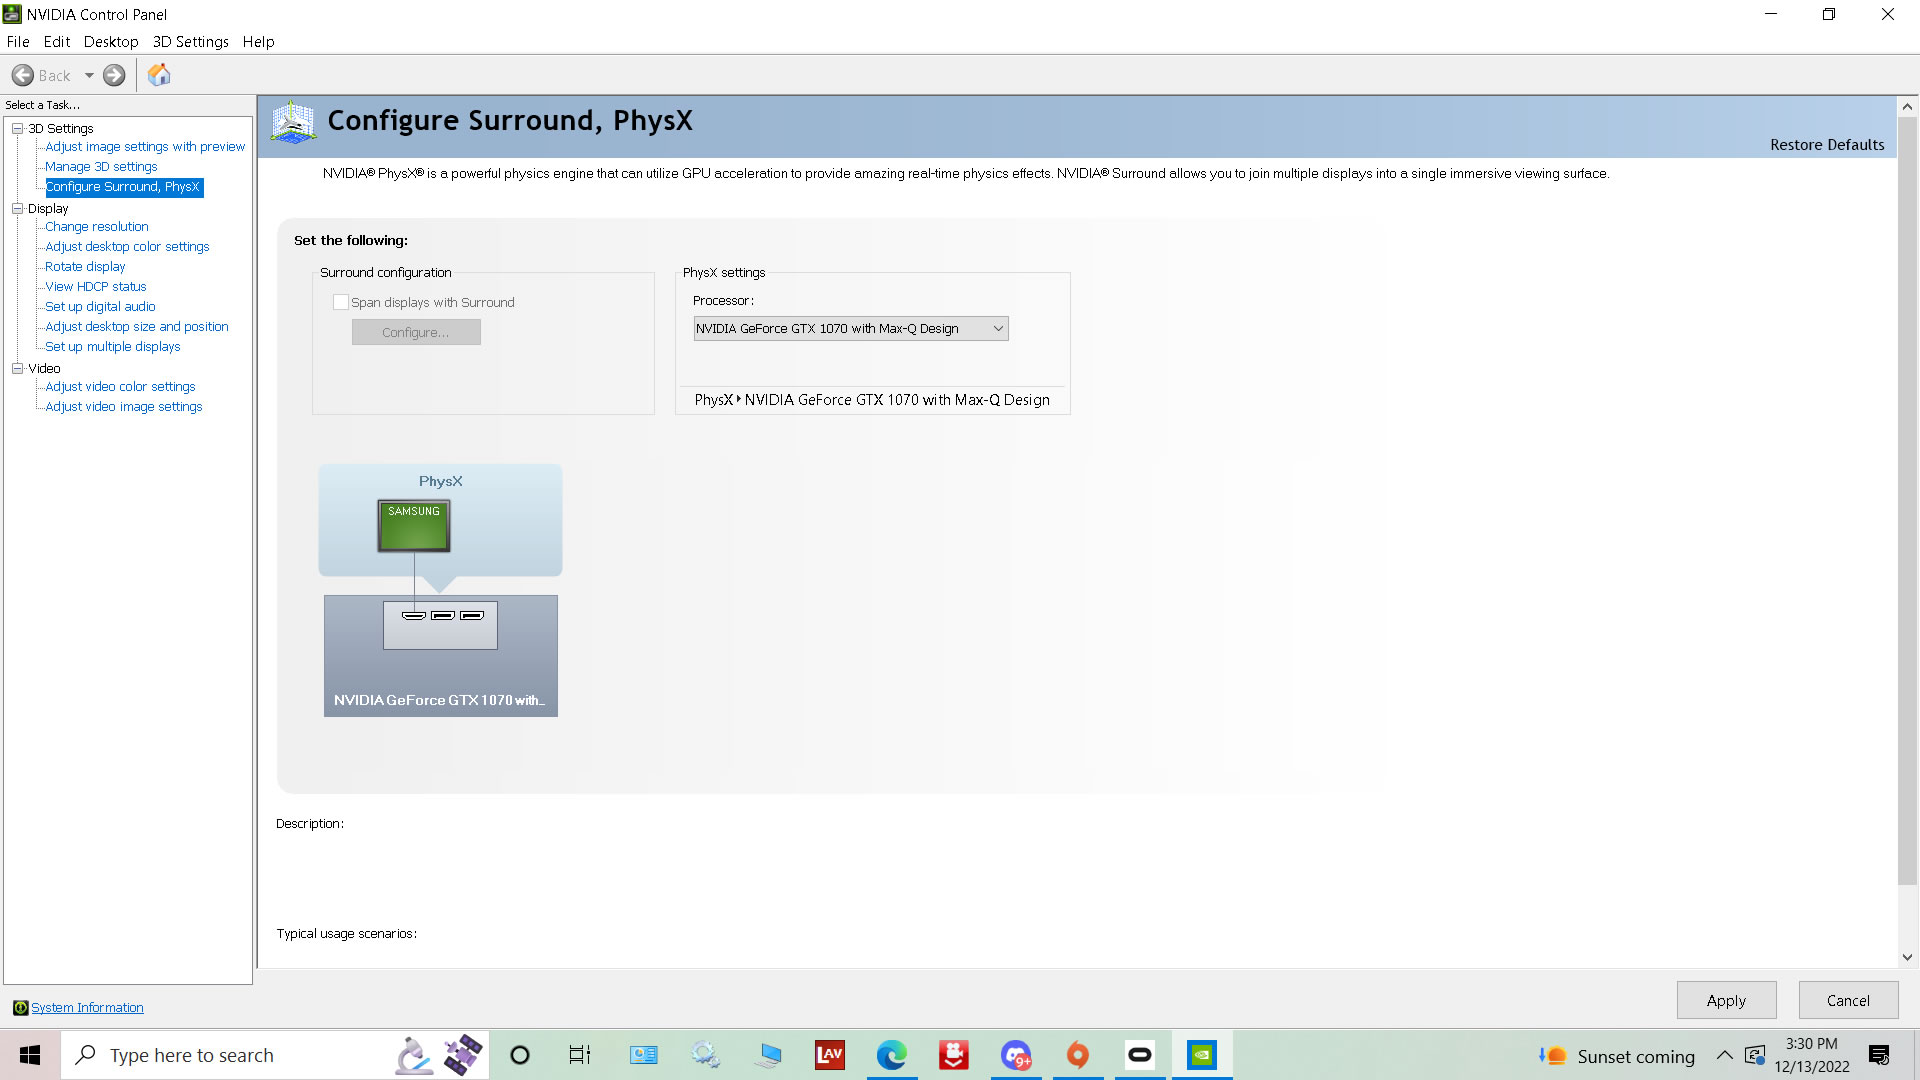 NVIDIA Control Panel
File Edit Desktop 3D Settings Help
Back
Select a Task...
3D Settings
Adjust image settings with preview
Manage 3D settings
Configure Surround, PhysX
Display
Change resolution
Adjust desktop color settings
Rotate display
View HDCP status
Set up digital audio
Adjust desktop size and position
Set up multiple displays
Video
Adjust video color settings
Adjust video image settings
System Information
Configure Surround, PhysX
Restore Defaults
NVIDIA® PhysX® is a powerful physics engine that can utilize GPU acceleration to provide amazing real-time physics effects. NVIDIA® Surround allows you to join multiple displays into a single immersive viewing surface.
Set the following:
Surround configuration
Span displays with Surround
Configure...
PhysX settings
Processor:
NVIDIA GeForce GTX 1070 with Max-Q Design
PhysX NVIDIA GeForce GTX 1070 with Max-Q Design
PhysX
SAMSUNG
NVIDIA GeForce GTX 1070 with...
Description:
Typical usage scenarios:
Apply Cancel
Type here to search
LAV
9+
Sunset coming
3:30 PM
12/13/2022